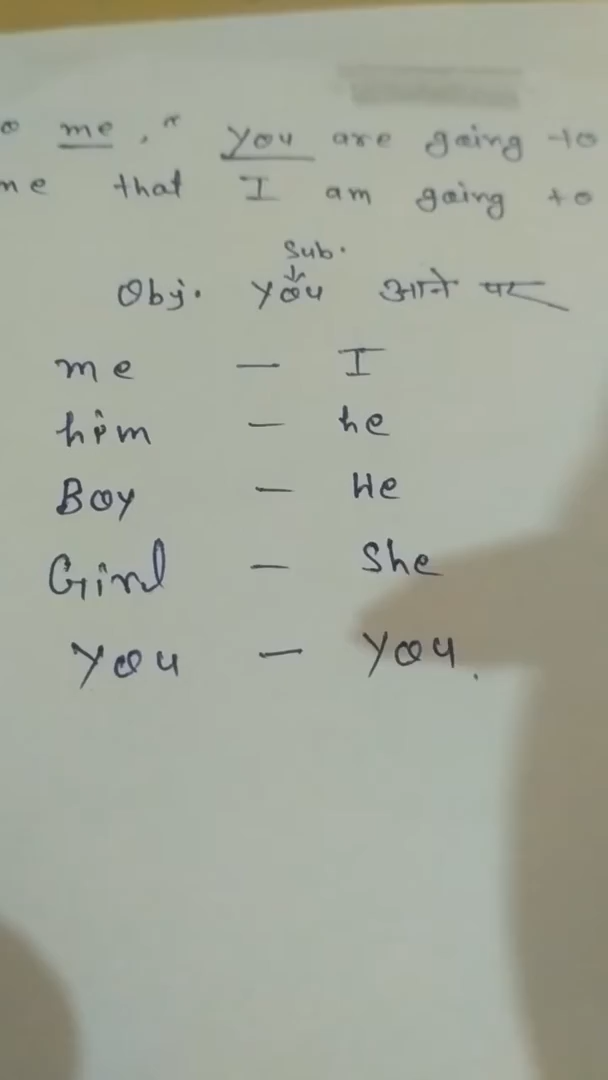 o me, " you are going to
me that I am going to
Sub.
Obj. you आने पर
me — I
him — he
Boy — He
Girl — She
you — you.